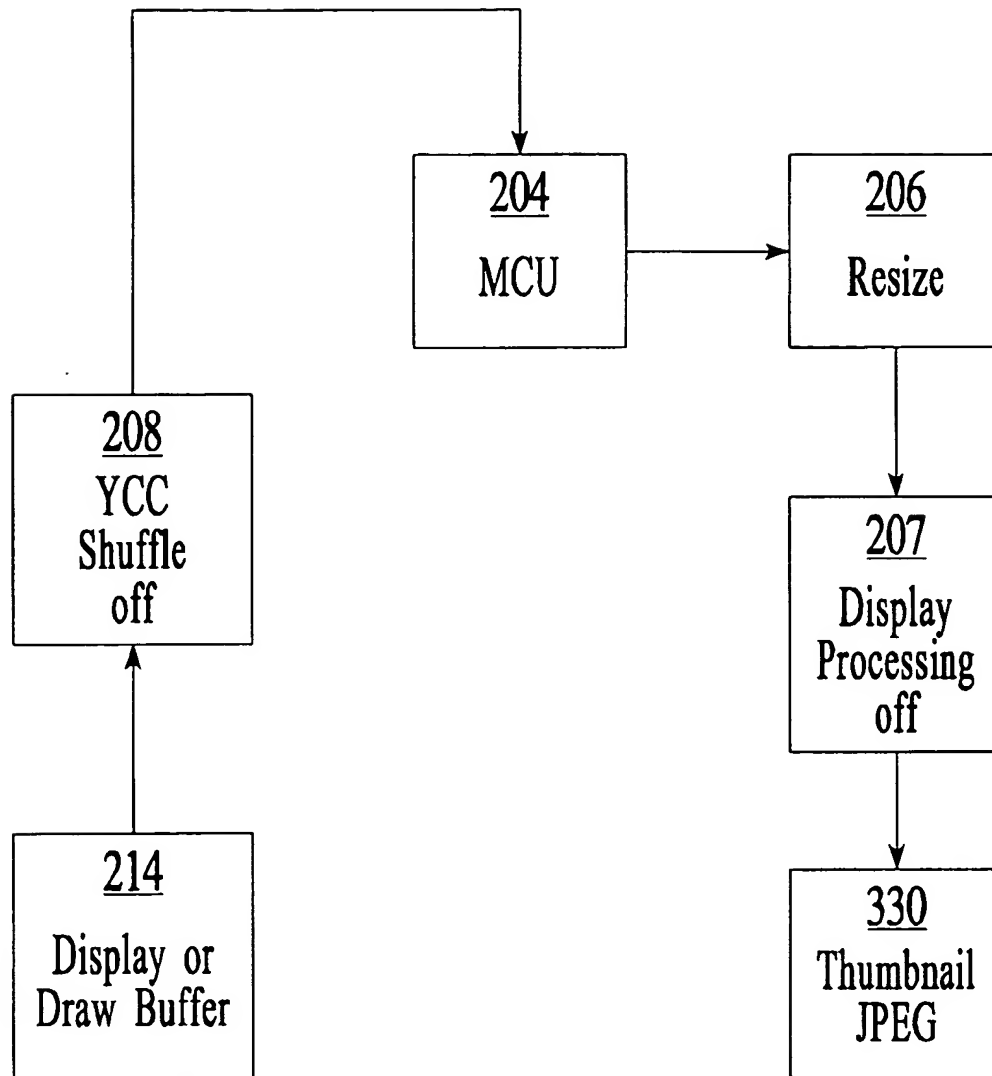 204
MCU
206
Resize
208
YCC
Shuffle
off
207
Display
Processing
off
214
Display or
Draw Buffer
330
Thumbnail
JPEG